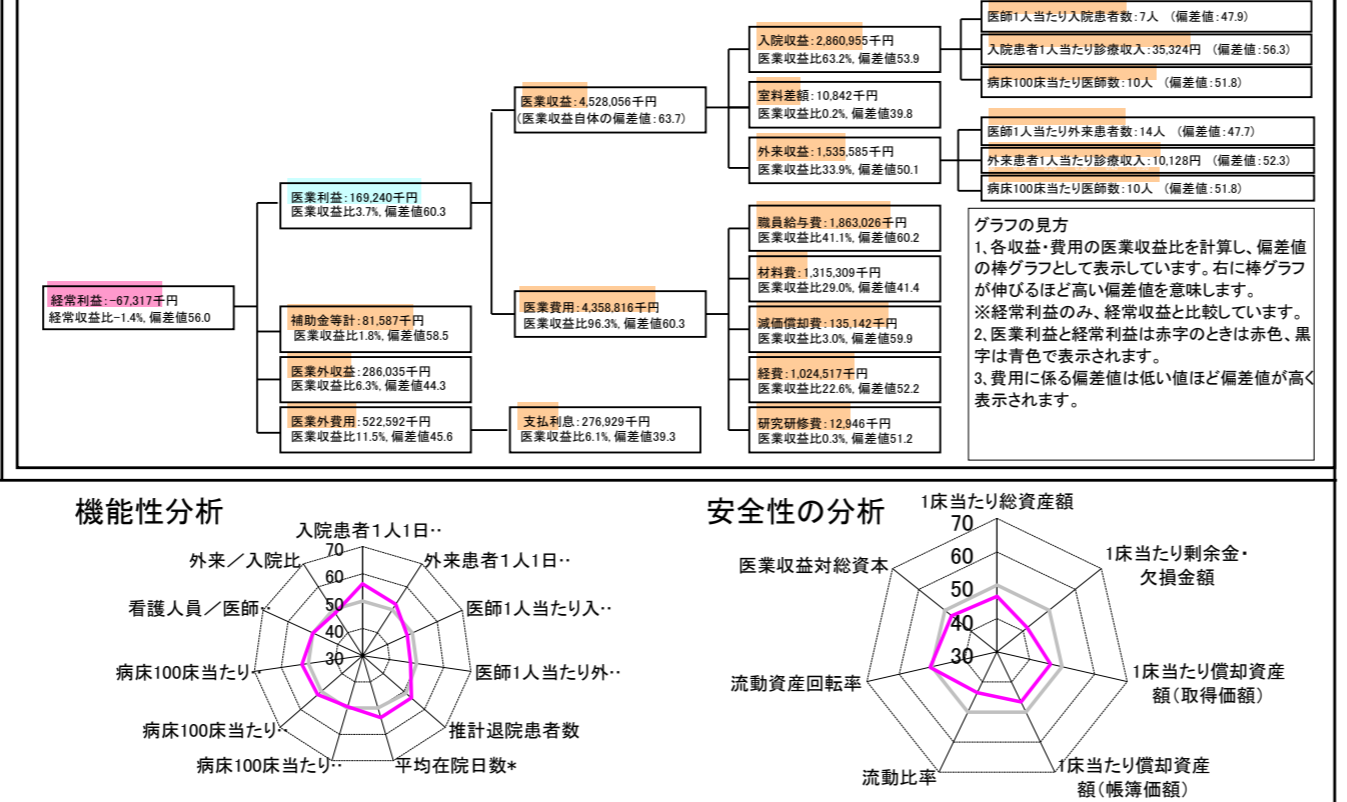 医師1人当たり入院患者数:7人 (偏差値:47.9)
入院収益:2,860,955千円
医業収益比63.2%, 偏差値53.9
入院患者1人当たり診療収入:35,324円 (偏差値:56.3)
病床100床当たり医師数:10人 (偏差値:51.8)
医業収益:4,528,056千円
(医業収益自体の偏差値:63.7)
室料差額:10,842千円
医業収益比0.2%, 偏差値39.8
医師1人当たり外来患者数:14人 (偏差値:47.7)
外来収益:1,535,585千円
医業収益比33.9%, 偏差値50.1
外来患者1人当たり診療収入:10,128円 (偏差値:52.3)
病床100床当たり医師数:10人 (偏差値:51.8)
医業利益:169,240千円
医業収益比3.7%, 偏差値60.3
職員給与費:1,863,026千円
医業収益比41.1%, 偏差値60.2
材料費:1,315,309千円
医業収益比29.0%, 偏差値41.4
経常利益:-67,317千円
経常収益比-1.4%, 偏差値56.0
医業費用:4,358,816千円
医業収益比96.3%, 偏差値60.3
補助金等計:81,587千円
医業収益比1.8%, 偏差値58.5
減価償却費:135,142千円
医業収益比3.0%, 偏差値59.9
医業外収益:286,035千円
医業収益比6.3%, 偏差値44.3
経費:1,024,517千円
医業収益比22.6%, 偏差値52.2
医業外費用:522,592千円
医業収益比11.5%, 偏差値45.6
支払利息:276,929千円
医業収益比6.1%, 偏差値39.3
研究研修費:12,946千円
医業収益比0.3%, 偏差値51.2
グラフの見方
1、各収益・費用の医業収益比を計算し、偏差値
の棒グラフとして表示しています。右に棒グラフ
が伸びるほど高い偏差値を意味します。
※経常利益のみ、経常収益と比較しています。
2、医業利益と経常利益は赤字のときは赤色、黒
字は青色で表示されます。
3、費用に係る偏差値は低い値ほど偏差値が高く
表示されます。
機能性分析
入院患者1人1日‥
外来患者1人1日‥
医師1人当たり入‥
医師1人当たり外‥
推計退院患者数
平均在院日数*
病床100床当たり‥
病床100床当たり‥
病床100床当たり‥
看護人員/医師‥
外来/入院比
70
60
50
40
30
安全性の分析
1床当たり総資産額
1床当たり剰余金・
欠損金額
1床当たり償却資産
額(取得価額)
1床当たり償却資産
額(帳簿価額)
流動比率
流動資産回転率
医業収益対総資本
70
60
50
40
30